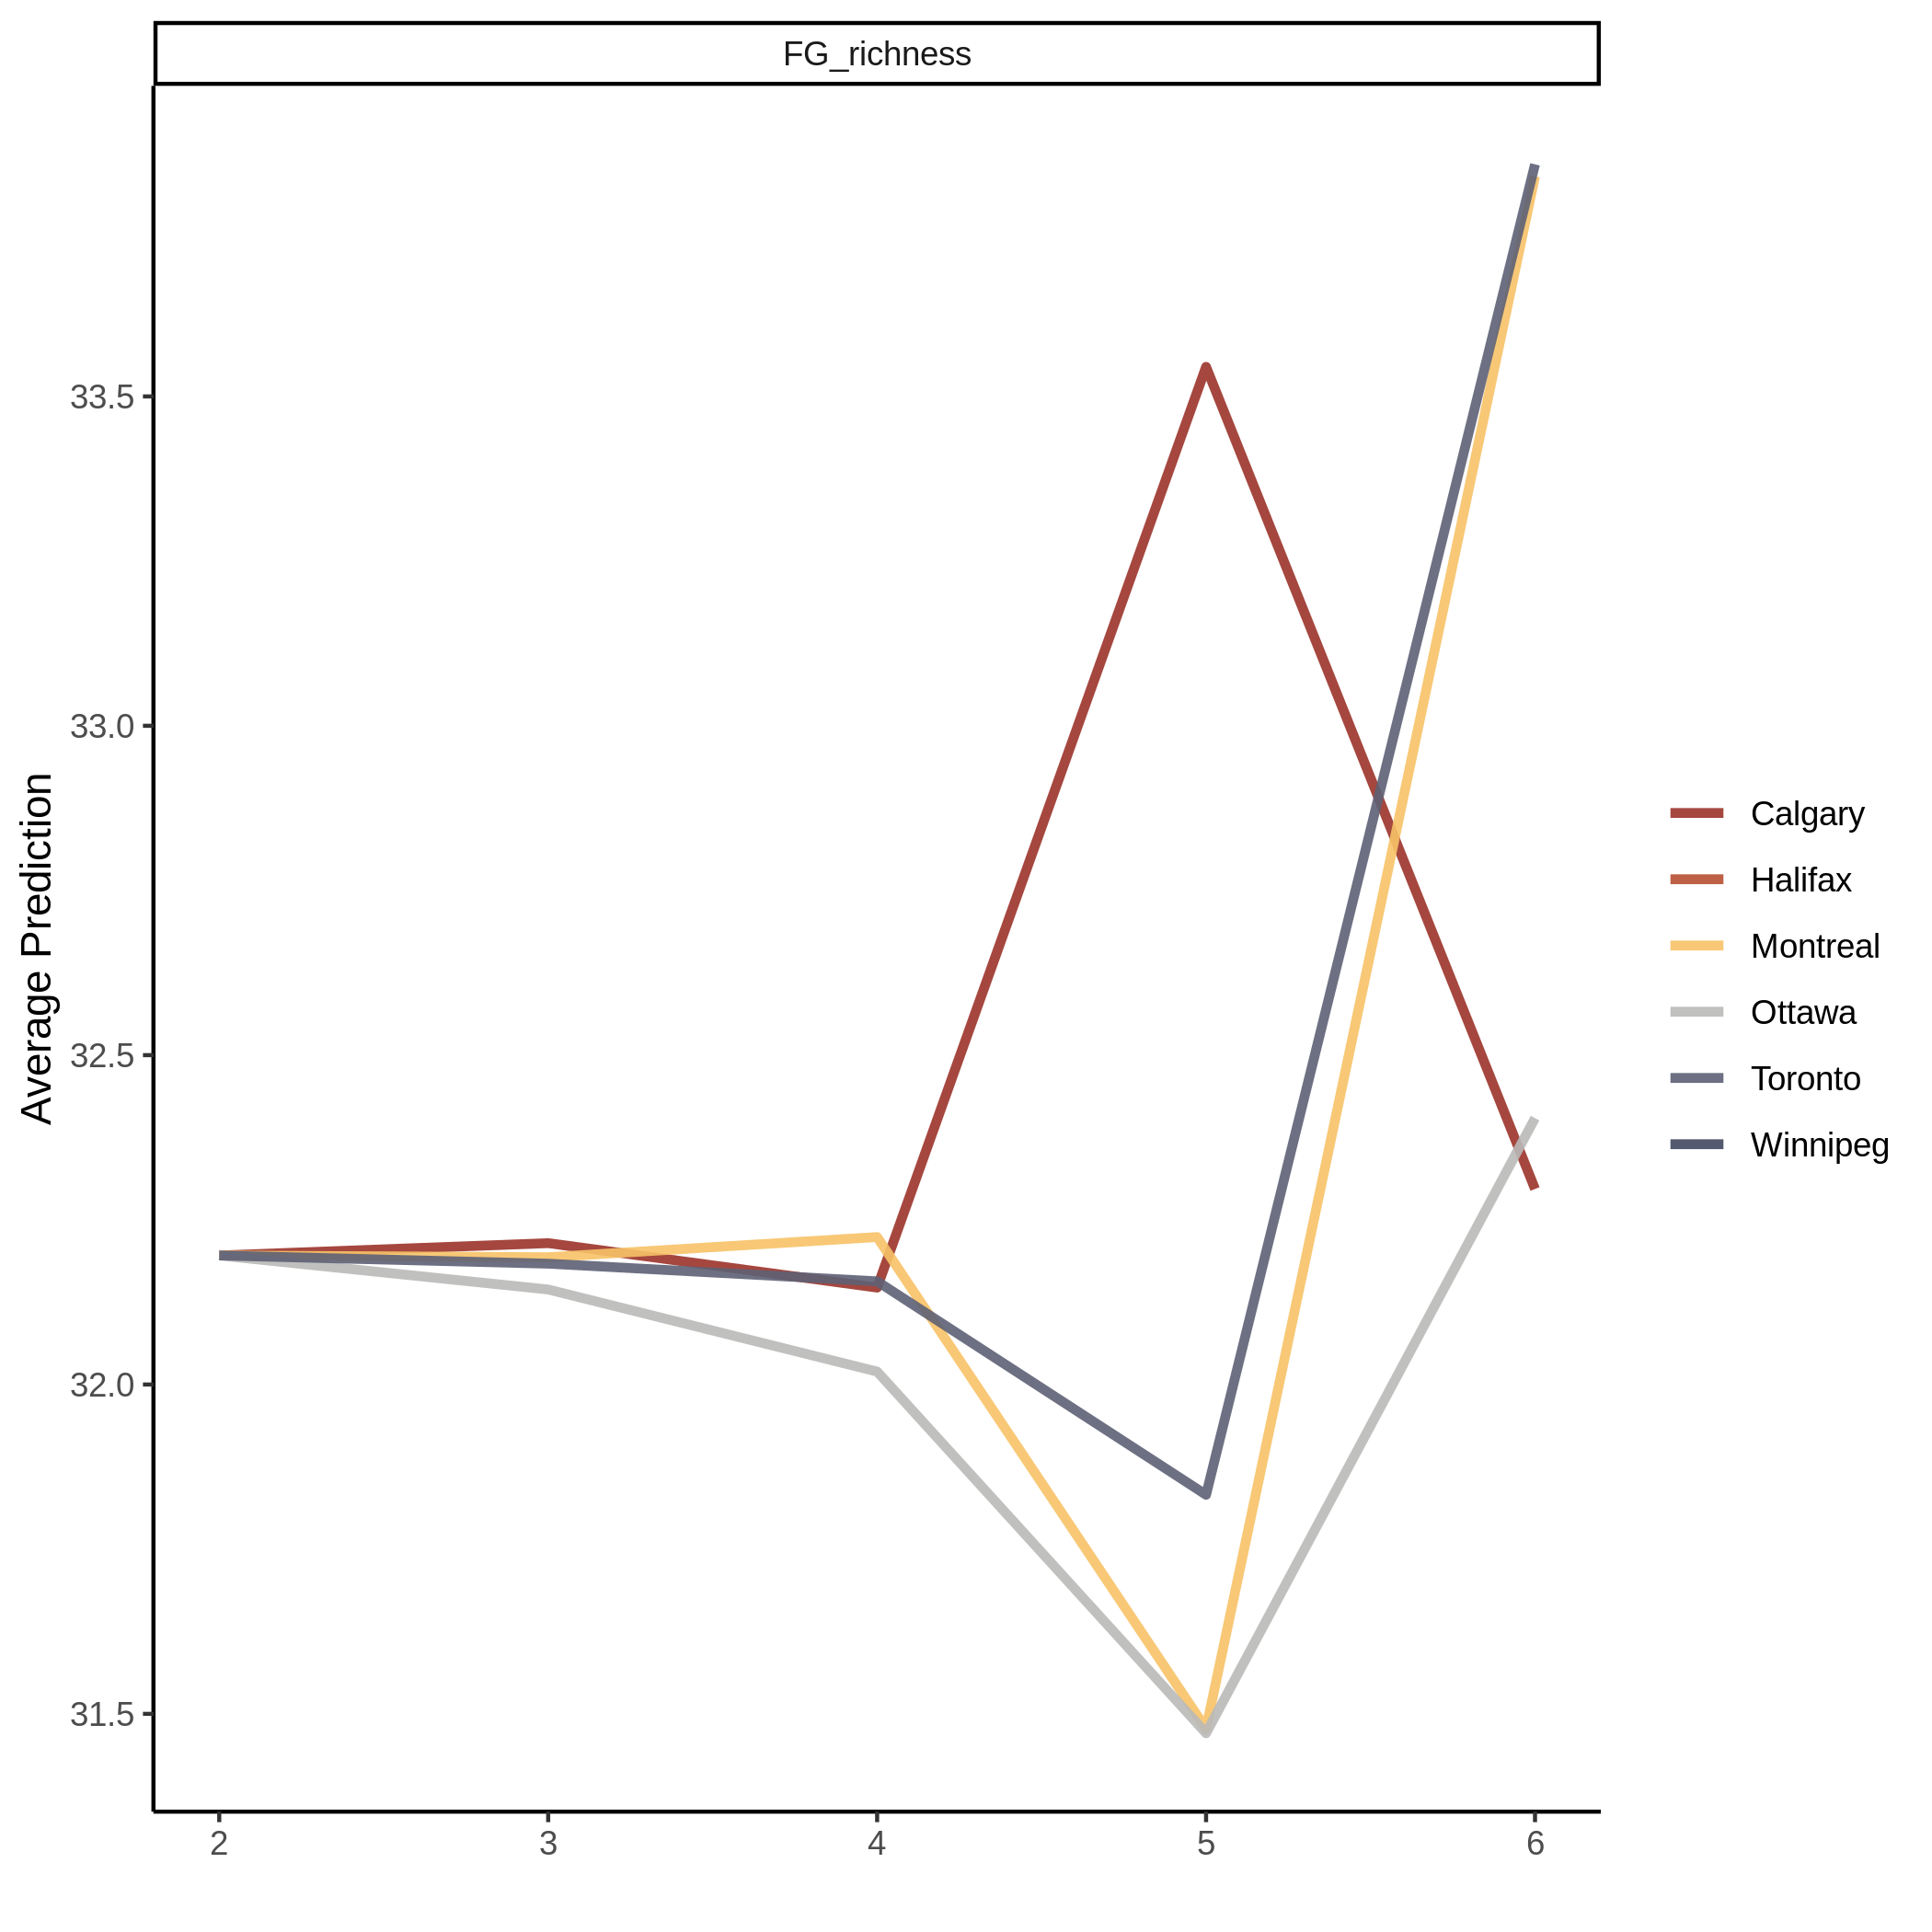 FG_richness
33.5
33.0
32.5
32.0
31.5
Average Prediction
2 3 4 5 6
Calgary
Halifax
Montreal
Ottawa
Toronto
Winnipeg